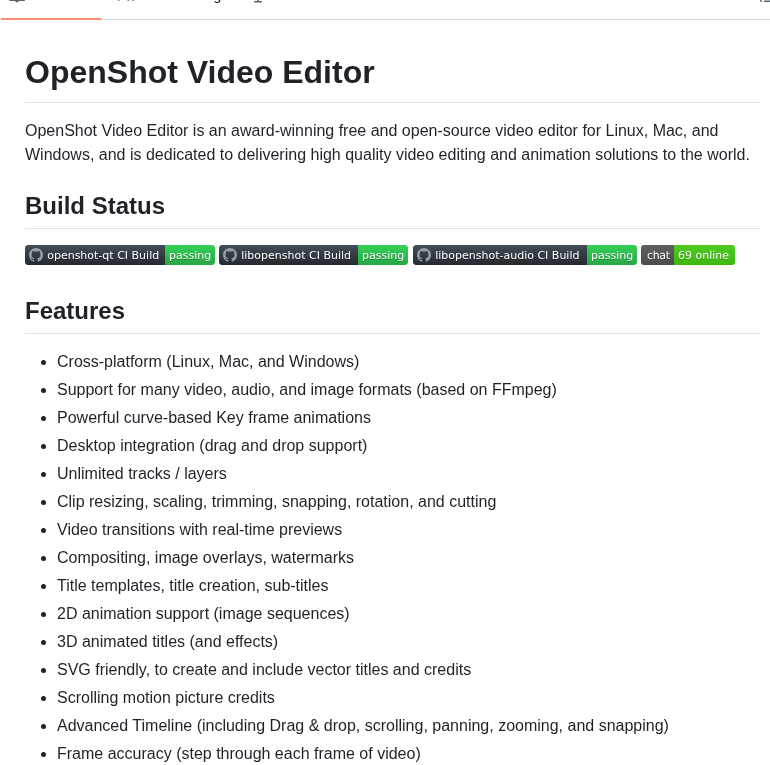 OpenShot Video Editor
OpenShot Video Editor is an award-winning free and open-source video editor for Linux, Mac, and
Windows, and is dedicated to delivering high quality video editing and animation solutions to the world.
Build Status
openshot-qt CI Build passing libopenshot CI Build passing libopenshot-audio CI Build passing chat 69 online
Features
Cross-platform (Linux, Mac, and Windows)
Support for many video, audio, and image formats (based on FFmpeg)
Powerful curve-based Key frame animations
Desktop integration (drag and drop support)
Unlimited tracks / layers
Clip resizing, scaling, trimming, snapping, rotation, and cutting
Video transitions with real-time previews
Compositing, image overlays, watermarks
Title templates, title creation, sub-titles
2D animation support (image sequences)
3D animated titles (and effects)
SVG friendly, to create and include vector titles and credits
Scrolling motion picture credits
Advanced Timeline (including Drag & drop, scrolling, panning, zooming, and snapping)
Frame accuracy (step through each frame of video)